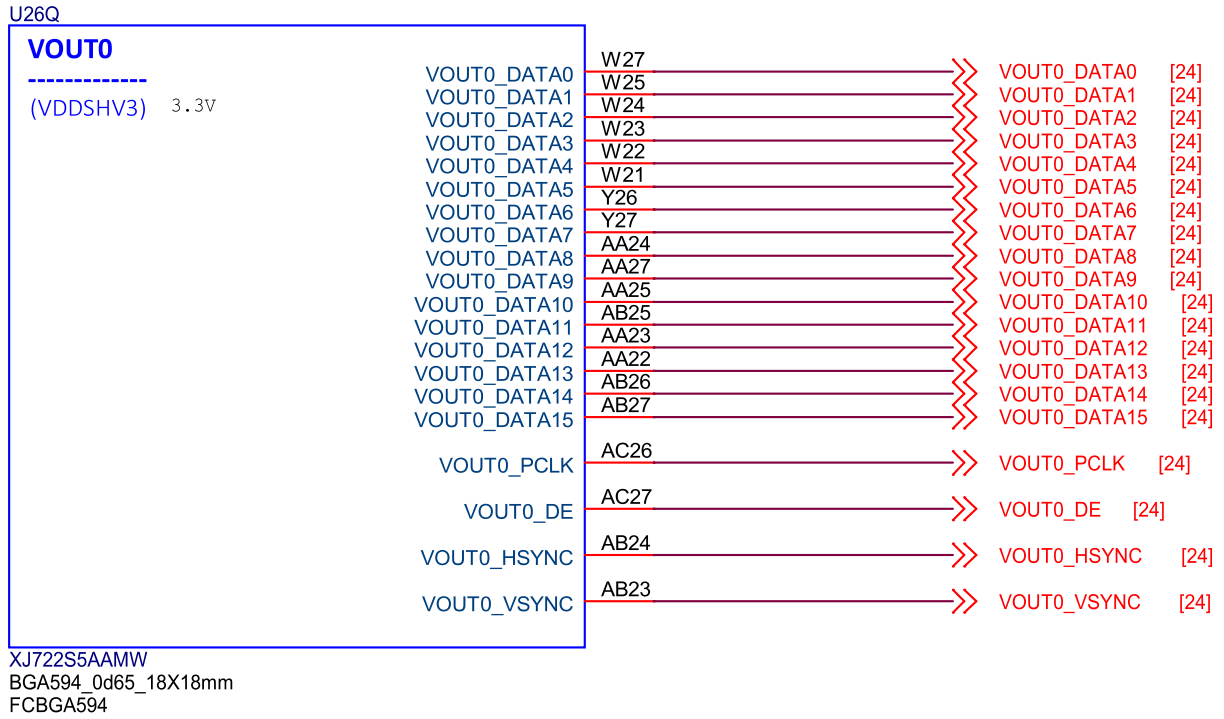 U26Q
VOUT0
-------------
(VDDSHV3) 3.3V
VOUT0_DATA0 W27 VOUT0_DATA0 [24]
VOUT0_DATA1 W25 VOUT0_DATA1 [24]
VOUT0_DATA2 W24 VOUT0_DATA2 [24]
VOUT0_DATA3 W23 VOUT0_DATA3 [24]
VOUT0_DATA4 W22 VOUT0_DATA4 [24]
VOUT0_DATA5 W21 VOUT0_DATA5 [24]
VOUT0_DATA6 Y26 VOUT0_DATA6 [24]
VOUT0_DATA7 Y27 VOUT0_DATA7 [24]
VOUT0_DATA8 AA24 VOUT0_DATA8 [24]
VOUT0_DATA9 AA27 VOUT0_DATA9 [24]
VOUT0_DATA10 AA25 VOUT0_DATA10 [24]
VOUT0_DATA11 AB25 VOUT0_DATA11 [24]
VOUT0_DATA12 AA23 VOUT0_DATA12 [24]
VOUT0_DATA13 AA22 VOUT0_DATA13 [24]
VOUT0_DATA14 AB26 VOUT0_DATA14 [24]
VOUT0_DATA15 AB27 VOUT0_DATA15 [24]
VOUT0_PCLK AC26 VOUT0_PCLK [24]
VOUT0_DE AC27 VOUT0_DE [24]
VOUT0_HSYNC AB24 VOUT0_HSYNC [24]
VOUT0_VSYNC AB23 VOUT0_VSYNC [24]
XJ722S5AAMW
BGA594_0d65_18X18mm
FCBGA594